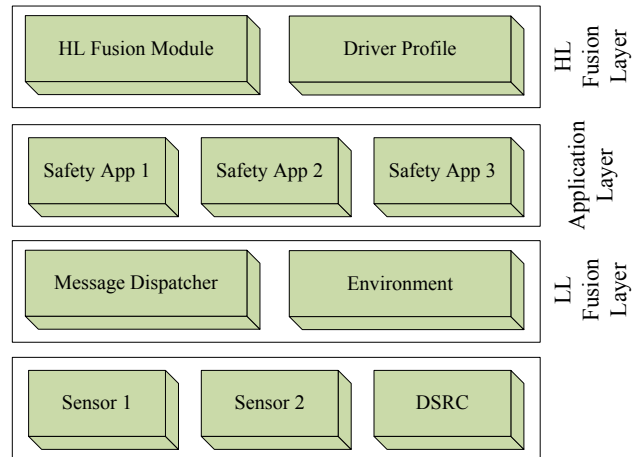 HL Fusion Module
Driver Profile
HL
Fusion
Layer
Safety App 1
Safety App 2
Safety App 3
Application
Layer
Message Dispatcher
Environment
LL
Fusion
Layer
Sensor 1
Sensor 2
DSRC